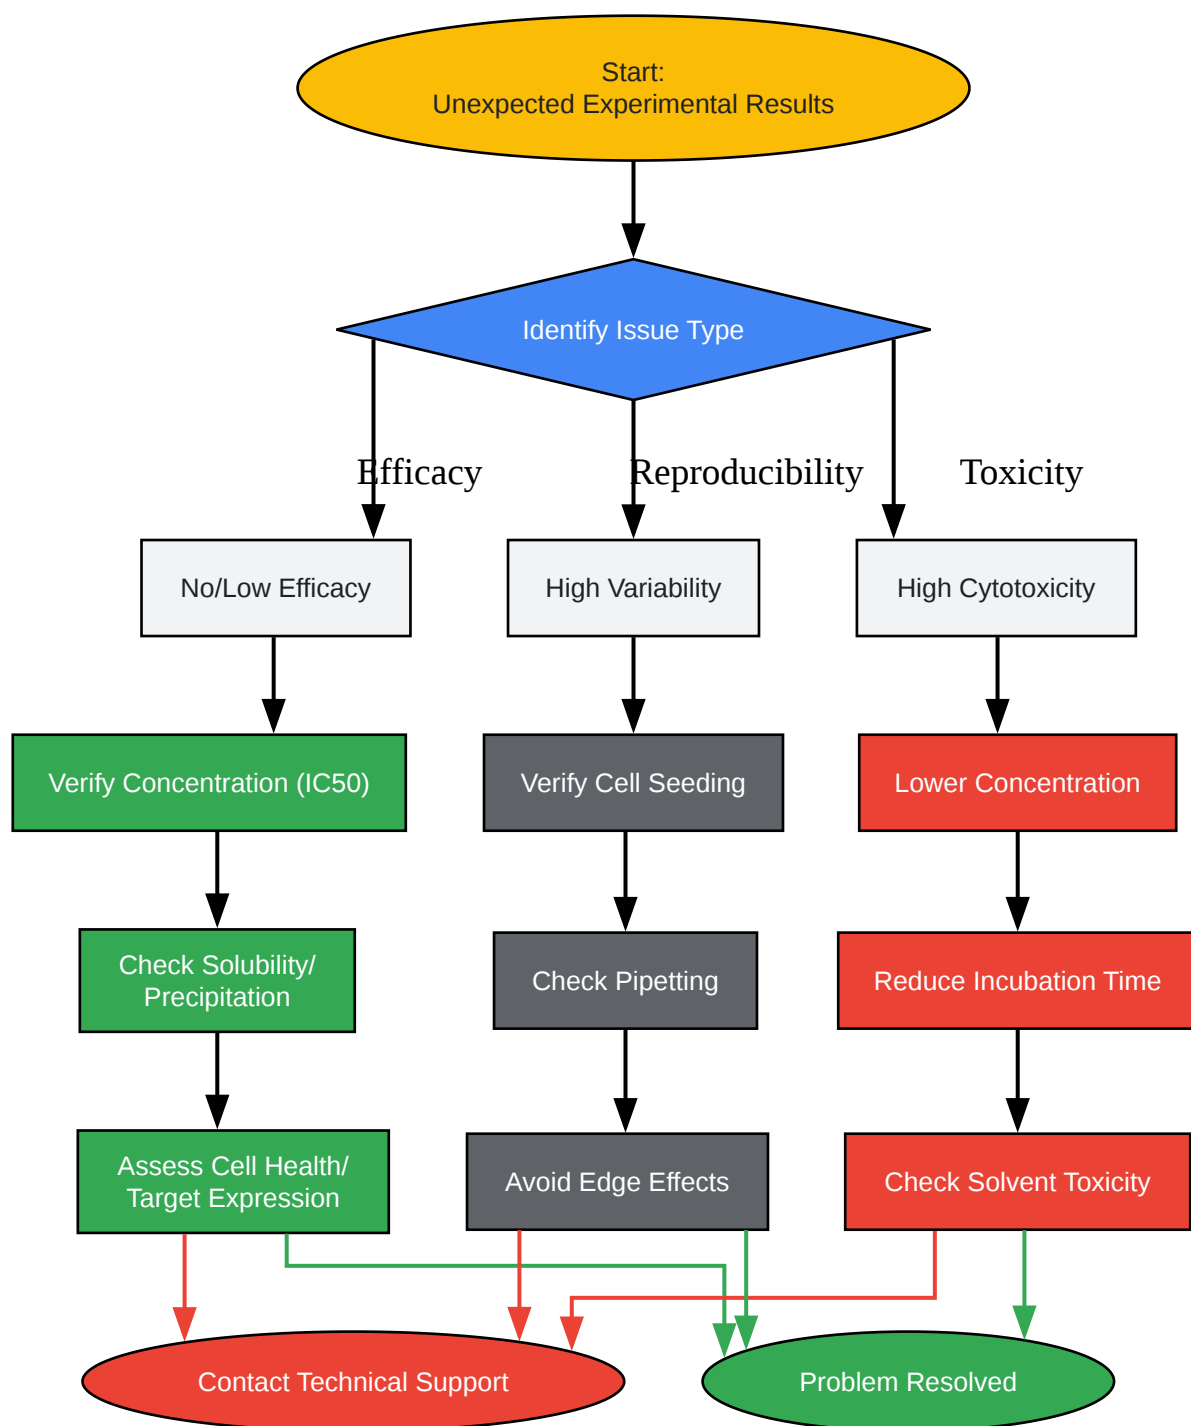 Start:
Unexpected Experimental Results
Identify Issue Type
Efficacy
Reproducibility
Toxicity
No/Low Efficacy
High Variability
High Cytotoxicity
Verify Concentration (IC50)
Verify Cell Seeding
Lower Concentration
Check Solubility/
Precipitation
Check Pipetting
Reduce Incubation Time
Assess Cell Health/
Target Expression
Avoid Edge Effects
Check Solvent Toxicity
Contact Technical Support
Problem Resolved